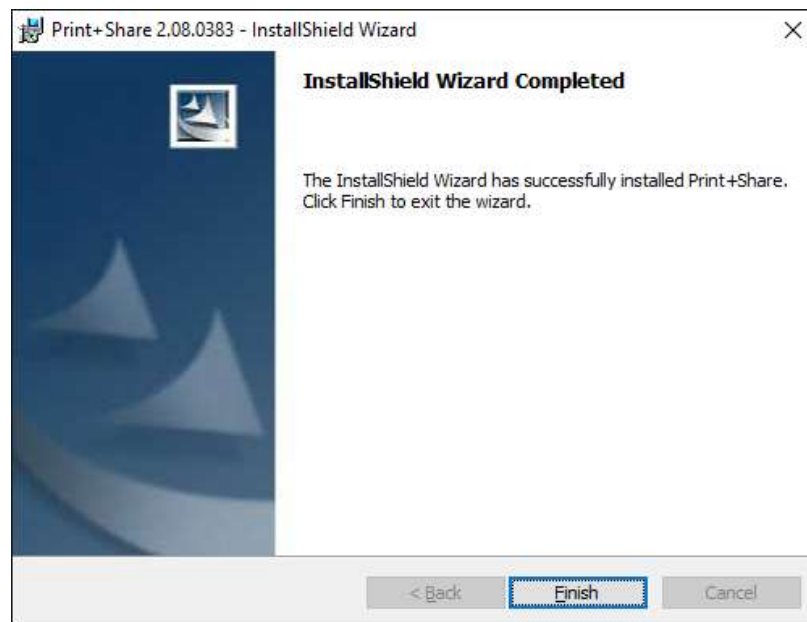 Print+Share 2.08.0383 - InstallShield Wizard
InstallShield Wizard Completed
The InstallShield Wizard has successfully installed Print+Share.
Click Finish to exit the wizard.
< Back
Finish
Cancel